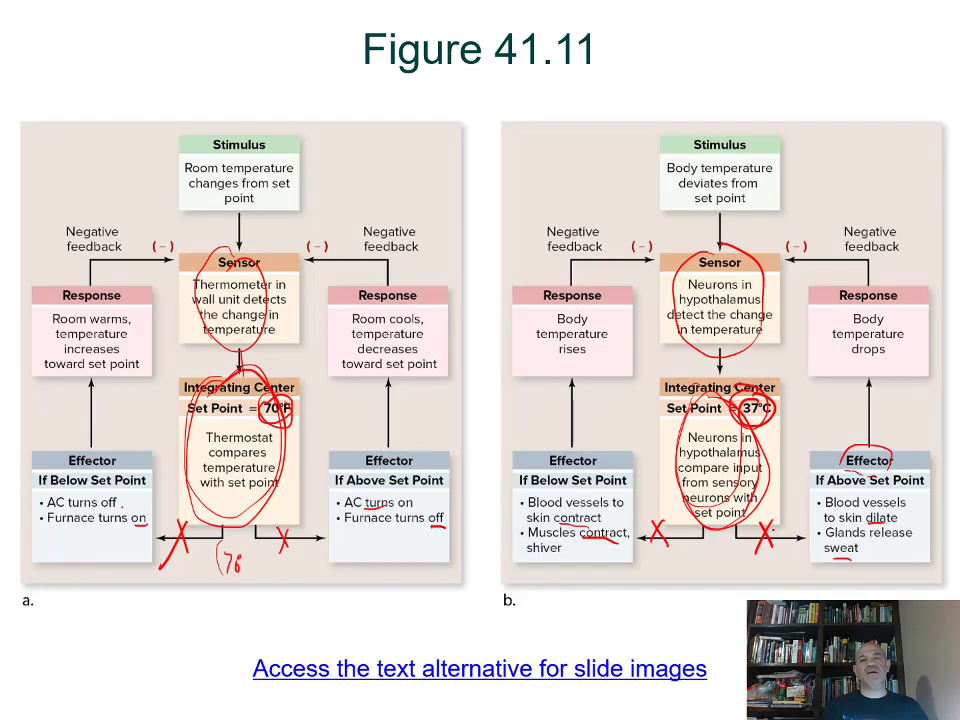 Figure 41.11
Stimulus
Room temperature
changes from set
point
Negative
feedback
(–)
(–)
Negative
feedback
Sensor
Thermometer in
wall unit detects
the change in
temperature
Response
Room warms,
temperature
increases
toward set point
Response
Room cools,
temperature
decreases
toward set point
Integrating Center
Set Point = 70°F
Thermostat
compares
temperature
with set point
Effector
If Below Set Point
• AC turns off
• Furnace turns on
Effector
If Above Set Point
• AC turns on
• Furnace turns off
X
X
a.
Stimulus
Body temperature
deviates from
set point
Negative
feedback
(–)
(–)
Negative
feedback
Sensor
Neurons in
hypothalamus
detect the change
in temperature
Response
Body
temperature
rises
Response
Body
temperature
drops
Integrating Center
Set Point = 37°C
Neurons in
hypothalamus
compare input
from sensory
neurons with
set point
Effector
If Below Set Point
• Blood vessels to
skin contract
• Muscles contract,
shiver
Effector
If Above Set Point
• Blood vessels
to skin dilate
• Glands release
sweat
X
X
b.
Access the text alternative for slide images